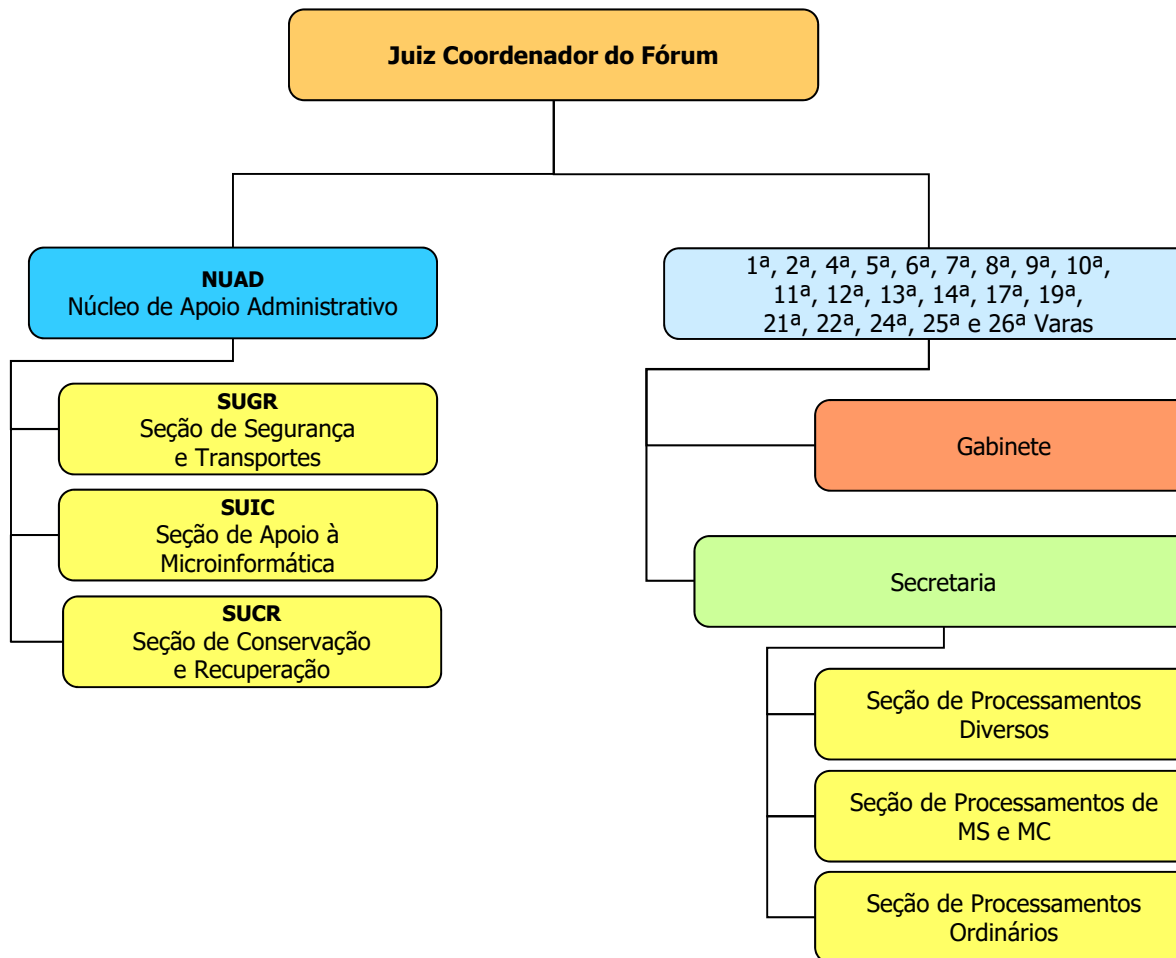 Juiz Coordenador do Fórum
NUAD
Núcleo de Apoio Administrativo
SUGR
Seção de Segurança
e Transportes
SUIC
Seção de Apoio à
Microinformática
SUCR
Seção de Conservação
e Recuperação
1ª, 2ª, 4ª, 5ª, 6ª, 7ª, 8ª, 9ª, 10ª,
11ª, 12ª, 13ª, 14ª, 17ª, 19ª,
21ª, 22ª, 24ª, 25ª e 26ª Varas
Gabinete
Secretaria
Seção de Processamentos
Diversos
Seção de Processamentos de
MS e MC
Seção de Processamentos
Ordinários